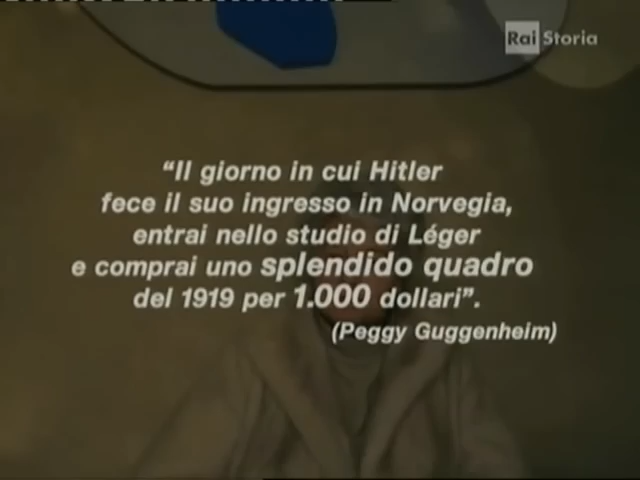 Rai Storia
“Il giorno in cui Hitler
fece il suo ingresso in Norvegia,
entrai nello studio di Léger
e comprai uno splendido quadro
del 1919 per 1.000 dollari”.
(Peggy Guggenheim)